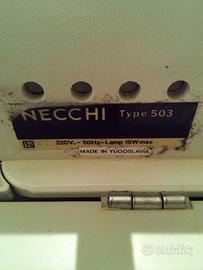 NECCHI Type 503
220V.- 50Hz-Lamp 15W max
MADE IN YUGOSLAVIA
subito